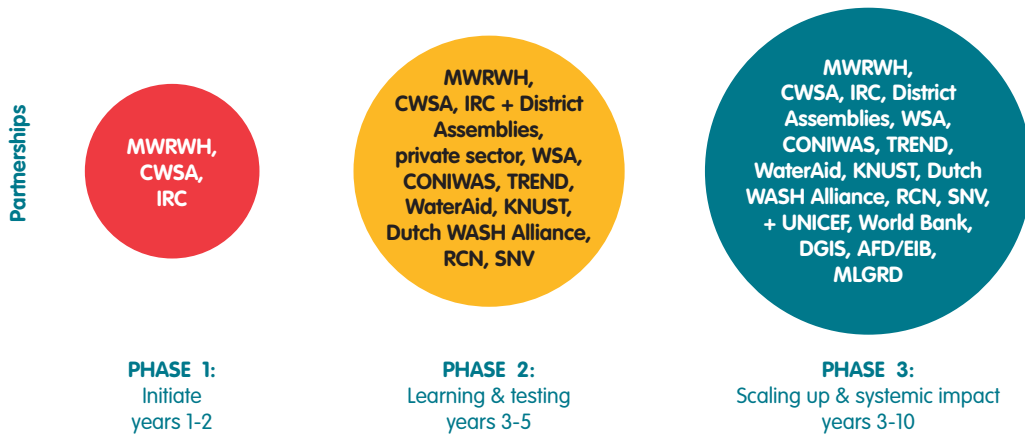 Partnerships
MWRWH,
CWSA,
IRC
MWRWH,
CWSA, IRC + District
Assemblies,
private sector, WSA,
CONIWAS, TREND,
WaterAid, KNUST,
Dutch WASH Alliance,
RCN, SNV
MWRWH,
CWSA, IRC, District
Assemblies, WSA,
CONIWAS, TREND,
WaterAid, KNUST, Dutch
WASH Alliance, RCN, SNV,
+ UNICEF, World Bank,
DGIS, AFD/EIB,
MLGRD
PHASE 1:
Initiate
years 1-2
PHASE 2:
Learning & testing
years 3-5
PHASE 3:
Scaling up & systemic impact
years 3-10